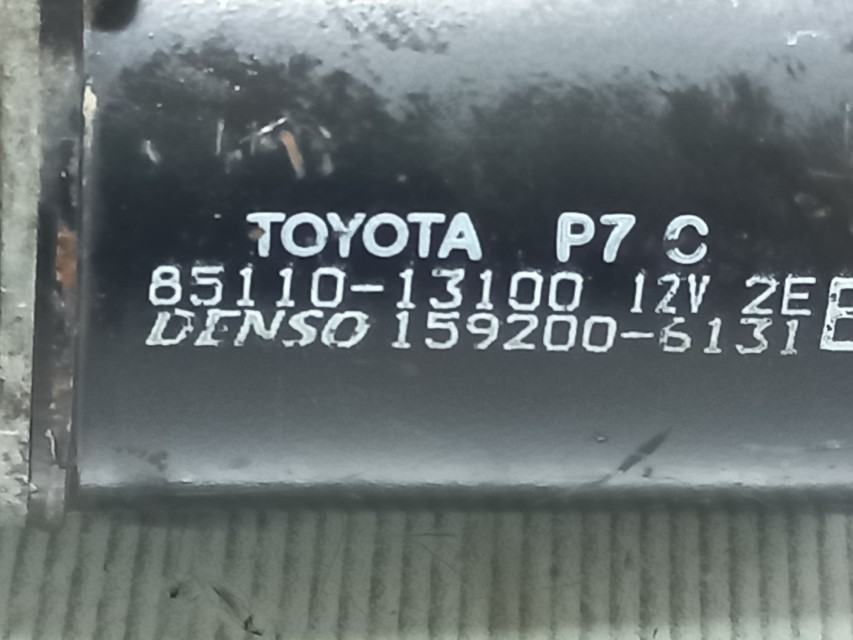 TOYOTA P7 C
85110-13100 12V 2E
DENSO 159200-6131